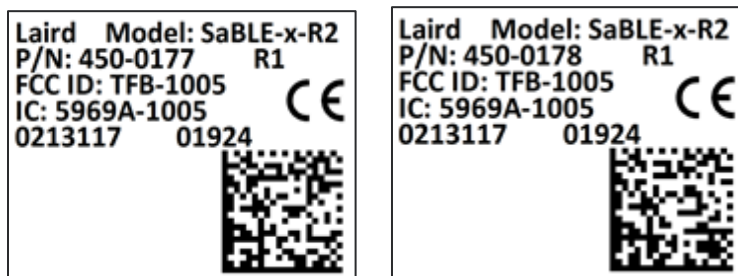 Laird Model: SaBLE-x-R2
P/N: 450-0177 R1
FCC ID: TFB-1005
IC: 5969A-1005
CE
0213117 01924
Laird Model: SaBLE-x-R2
P/N: 450-0178 R1
FCC ID: TFB-1005
IC: 5969A-1005
CE
0213117 01924